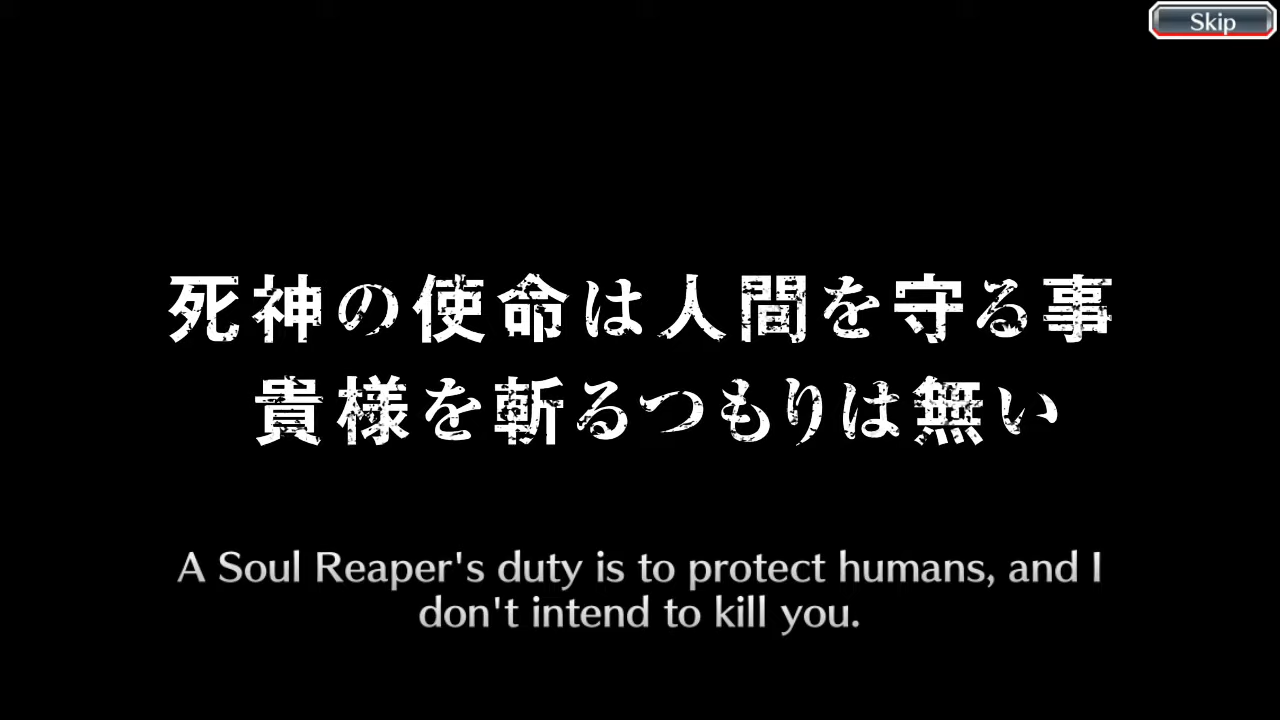 Skip
死神の使命は人間を守る事
貴様を斬るつもりは無い
A Soul Reaper's duty is to protect humans, and I
don't intend to kill you.